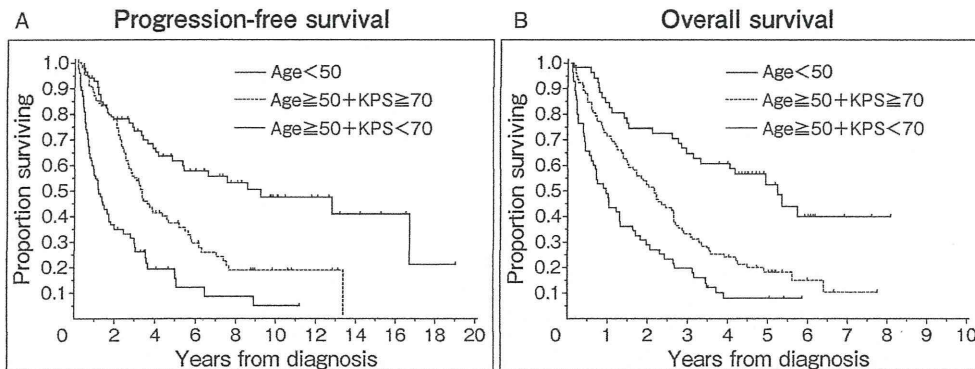 A Progression-free survival
Proportion surviving
1.0
0.9
0.8
0.7
0.6
0.5
0.4
0.3
0.2
0.1
Age<50
Age≧50+KPS≧70
Age≧50+KPS<70
0 2 4 6 8 10 12 14 16 18 20
Years from diagnosis
B Overall survival
Proportion surviving
1.0
0.9
0.8
0.7
0.6
0.5
0.4
0.3
0.2
0.1
Age<50
Age≧50+KPS≧70
Age≧50+KPS<70
0 1 2 3 4 5 6 7 8 9 10
Years from diagnosis